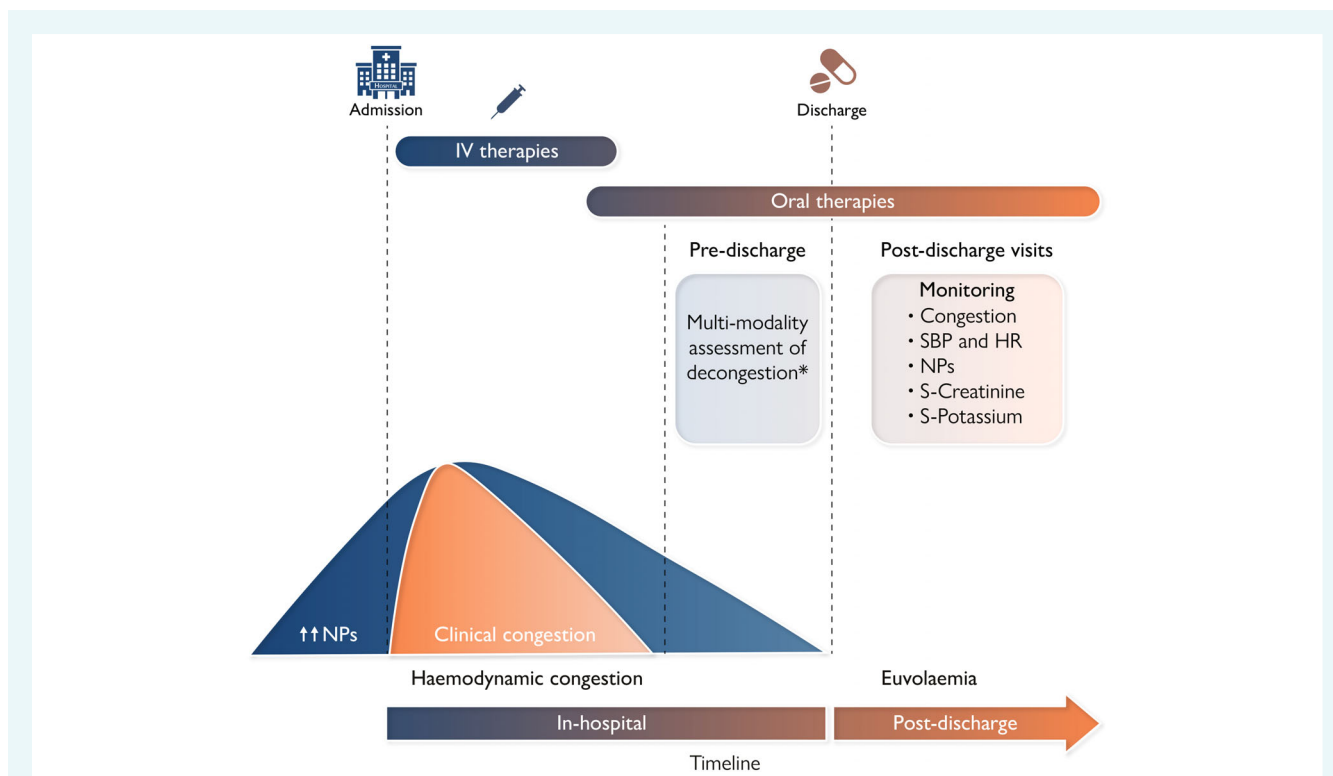 HOSPITAL
Admission
Discharge
IV therapies
Oral therapies
Pre-discharge
Post-discharge visits
Multi-modality
assessment of
decongestion*
Monitoring
• Congestion
• SBP and HR
• NPs
• S-Creatinine
• S-Potassium
↑↑NPs
Clinical congestion
Haemodynamic congestion
Euvolaemia
In-hospital
Post-discharge
Timeline